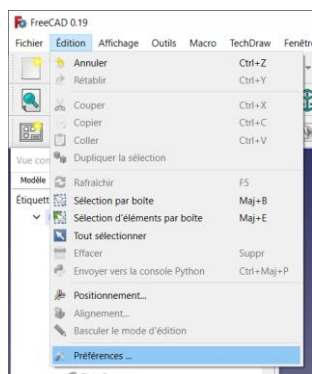 FreeCAD 0.19
Fichier Édition Affichage Outils Macro TechDraw Fenêtre
Annuler Ctrl+Z
Rétablir Ctrl+Y
Couper Ctrl+X
Copier Ctrl+C
Coller Ctrl+V
Vue con
Dupliquer la sélection
Modèle
Rafraîchir F5
Étiquett
Sélection par boîte Maj+B
Sélection d'éléments par boîte Maj+E
Tout sélectionner
Effacer Suppr
Envoyer vers la console Python Ctrl+Maj+P
Positionnement...
Alignement...
Basculer le mode d'édition
Préférences ...